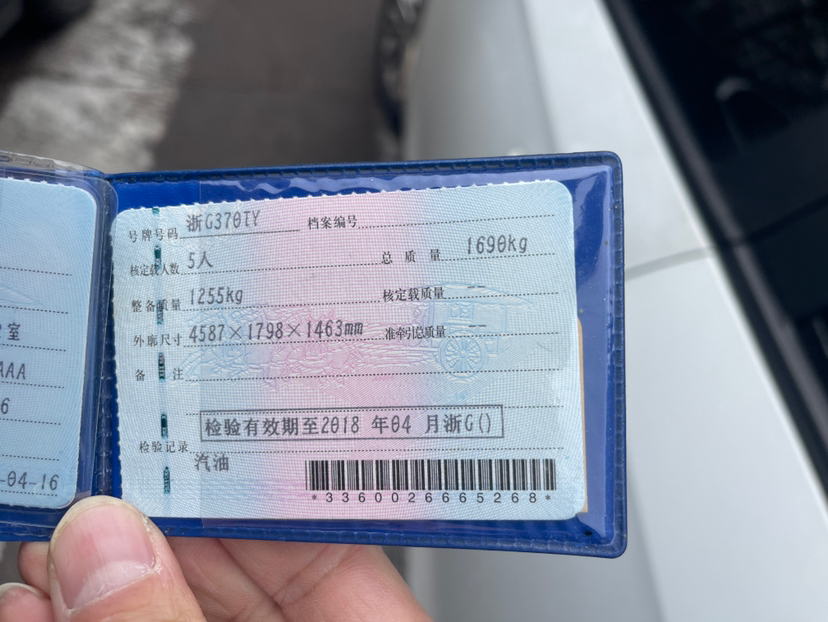 号牌号码 浙G370TY 档案编号
核定载人数 5人 总 质 量 1690kg
整备质量 1255kg 核定载质量 --
外廓尺寸 4587×1798×1463mm 准牵引总质量 --
备 注
检验有效期至2018 年04 月浙G()
检验记录
汽油
*3360026665268*
室
AAA
6
-04-16